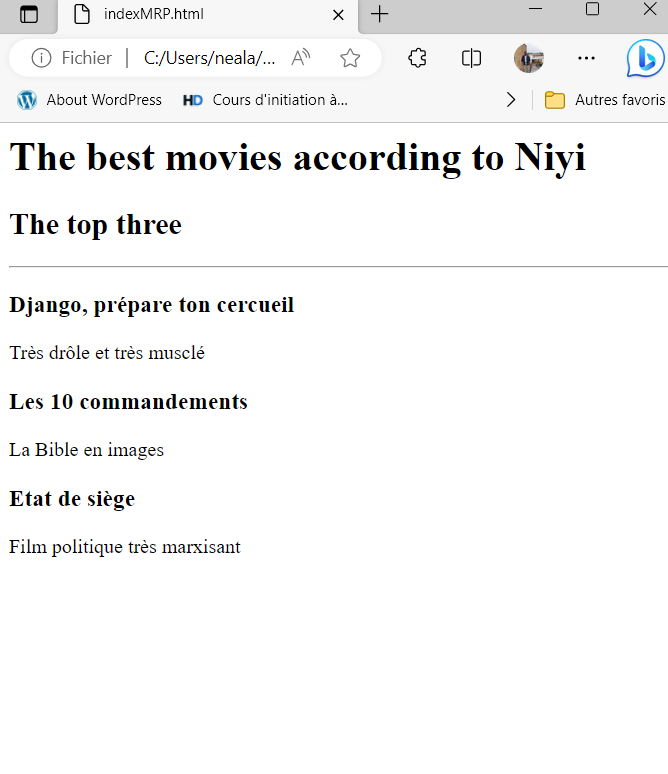 indexMRP.html
Fichier | C:/Users/neala/...
About WordPress HD Cours d'initiation à... Autres favoris
The best movies according to Niyi
The top three
Django, prépare ton cercueil
Très drôle et très musclé
Les 10 commandements
La Bible en images
Etat de siège
Film politique très marxisant